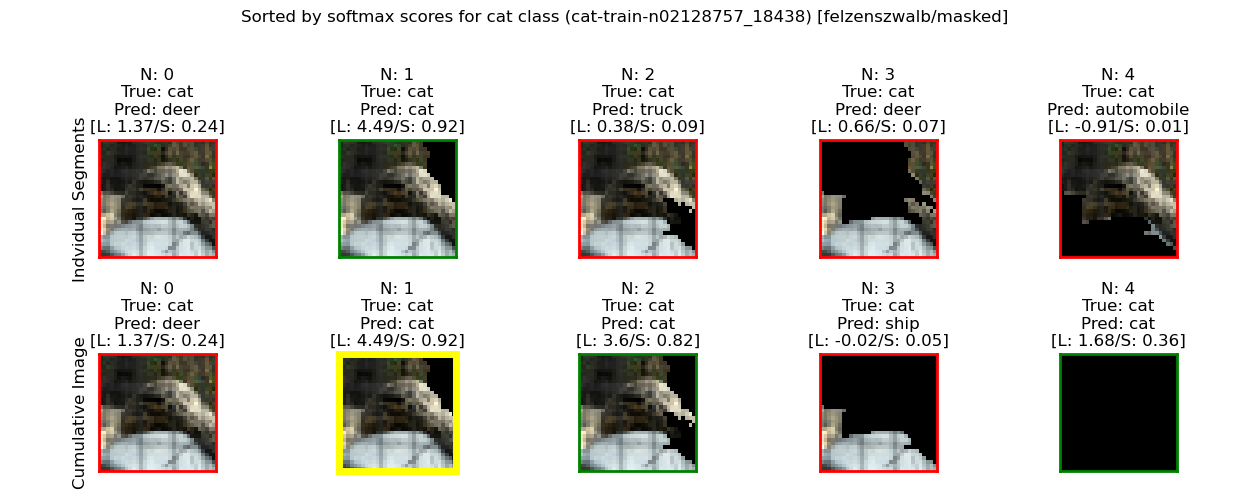 Sorted by softmax scores for cat class (cat-train-n02128757_18438) [felzenszwalb/masked]
Indvidual Segments
N: 0
True: cat
Pred: deer
[L: 1.37/S: 0.24]
N: 1
True: cat
Pred: cat
[L: 4.49/S: 0.92]
N: 2
True: cat
Pred: truck
[L: 0.38/S: 0.09]
N: 3
True: cat
Pred: deer
[L: 0.66/S: 0.07]
N: 4
True: cat
Pred: automobile
[L: -0.91/S: 0.01]
Cumulative Image
N: 0
True: cat
Pred: deer
[L: 1.37/S: 0.24]
N: 1
True: cat
Pred: cat
[L: 4.49/S: 0.92]
N: 2
True: cat
Pred: cat
[L: 3.6/S: 0.82]
N: 3
True: cat
Pred: ship
[L: -0.02/S: 0.05]
N: 4
True: cat
Pred: cat
[L: 1.68/S: 0.36]